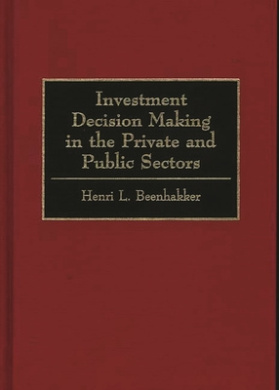 Investment
Decision Making
in the Private and
Public Sectors
Henri L. Beenhakker